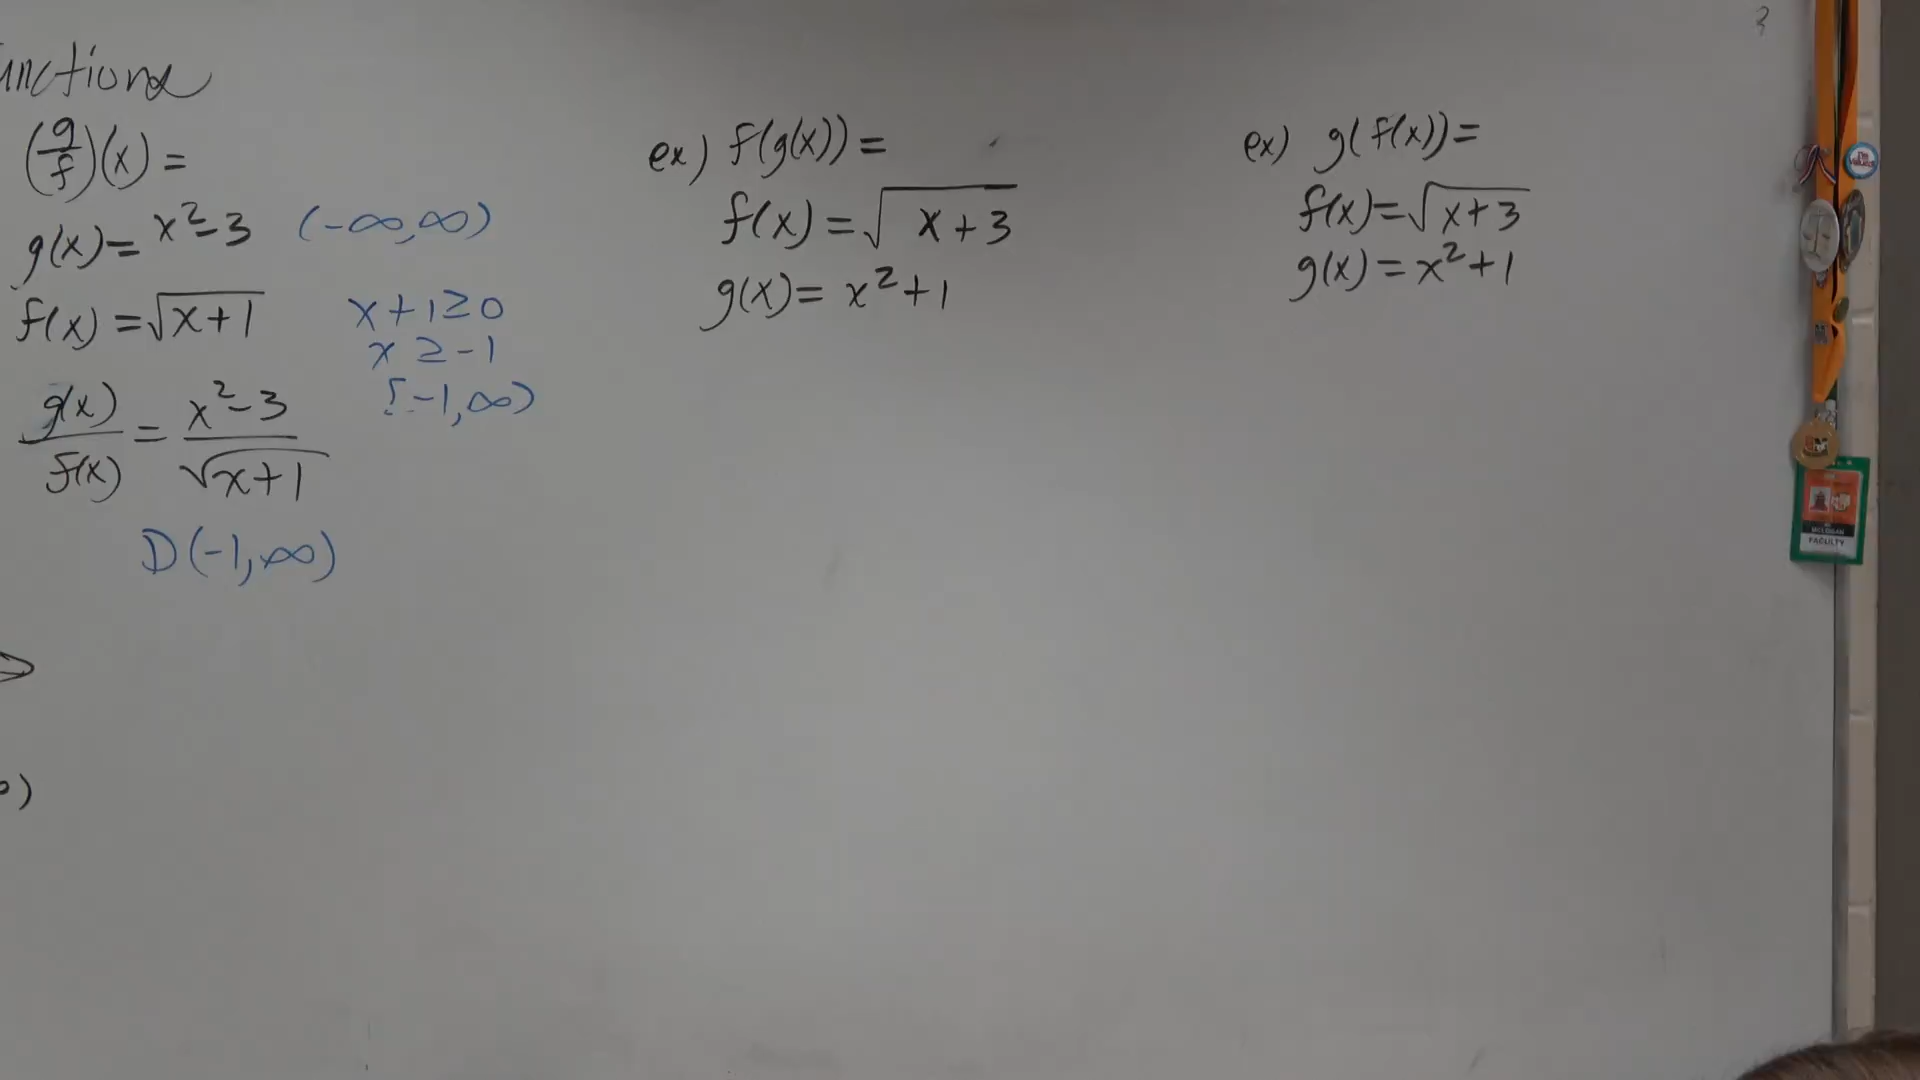 (g/f)(x) =
g(x) = x²-3 (-∞,∞)
f(x) = √x+1
x+1≥0
x ≥ -1
[-1,∞)
g(x)/f(x) = x²-3/√x+1
D(-1,∞)
ex) f(g(x)) =
f(x) = √x+3
g(x) = x²+1
ex) g(f(x)) =
f(x) = √x+3
g(x) = x²+1
FACULTY